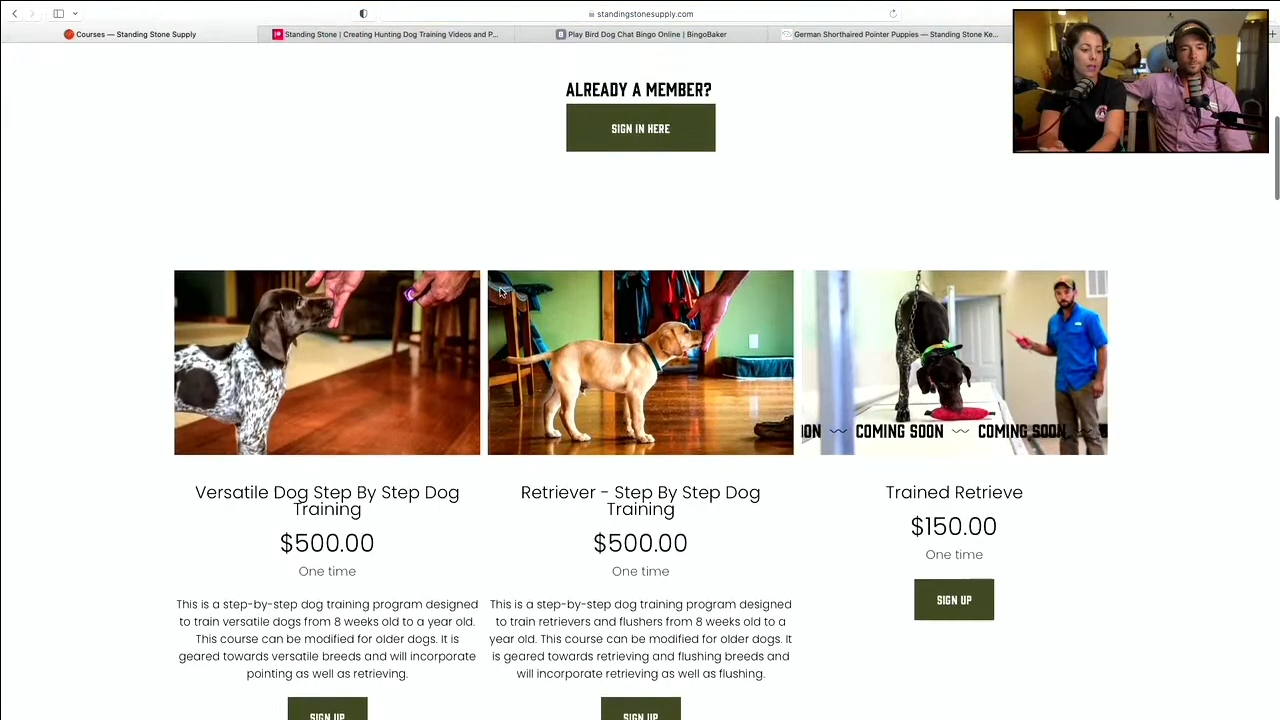 standingstonesupply.com
Courses — Standing Stone Supply
Standing Stone | Creating Hunting Dog Training Videos and P...
Play Bird Dog Chat Bingo Online | BingoBaker
German Shorthaired Pointer Puppies — Standing Stone Ke...
ALREADY A MEMBER?
SIGN IN HERE
ON COMING SOON COMING SOON
Versatile Dog Step By Step Dog
Training
$500.00
One time
This is a step-by-step dog training program designed
to train versatile dogs from 8 weeks old to a year old.
This course can be modified for older dogs. It is
geared towards versatile breeds and will incorporate
pointing as well as retrieving.
SIGN UP
Retriever - Step By Step Dog
Training
$500.00
One time
This is a step-by-step dog training program designed
to train retrievers and flushers from 8 weeks old to a
year old. This course can be modified for older dogs. It
is geared towards retrieving and flushing breeds and
will incorporate retrieving as well as flushing.
SIGN UP
Trained Retrieve
$150.00
One time
SIGN UP